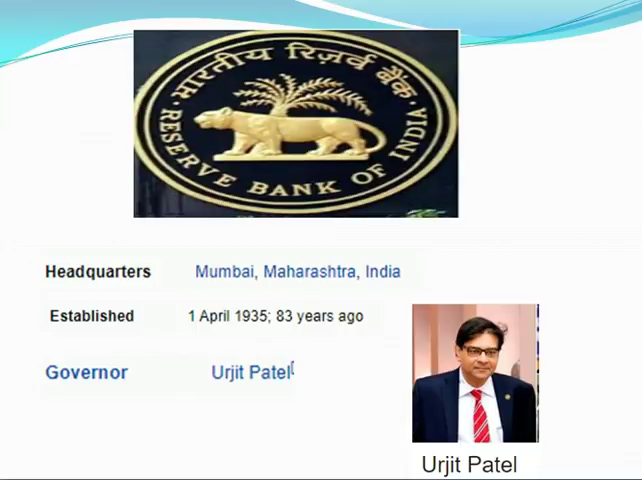 भारतीय रिज़र्व बैंक
RESERVE BANK OF INDIA
Headquarters Mumbai, Maharashtra, India
Established 1 April 1935; 83 years ago
Governor Urjit Patel[
Urjit Patel